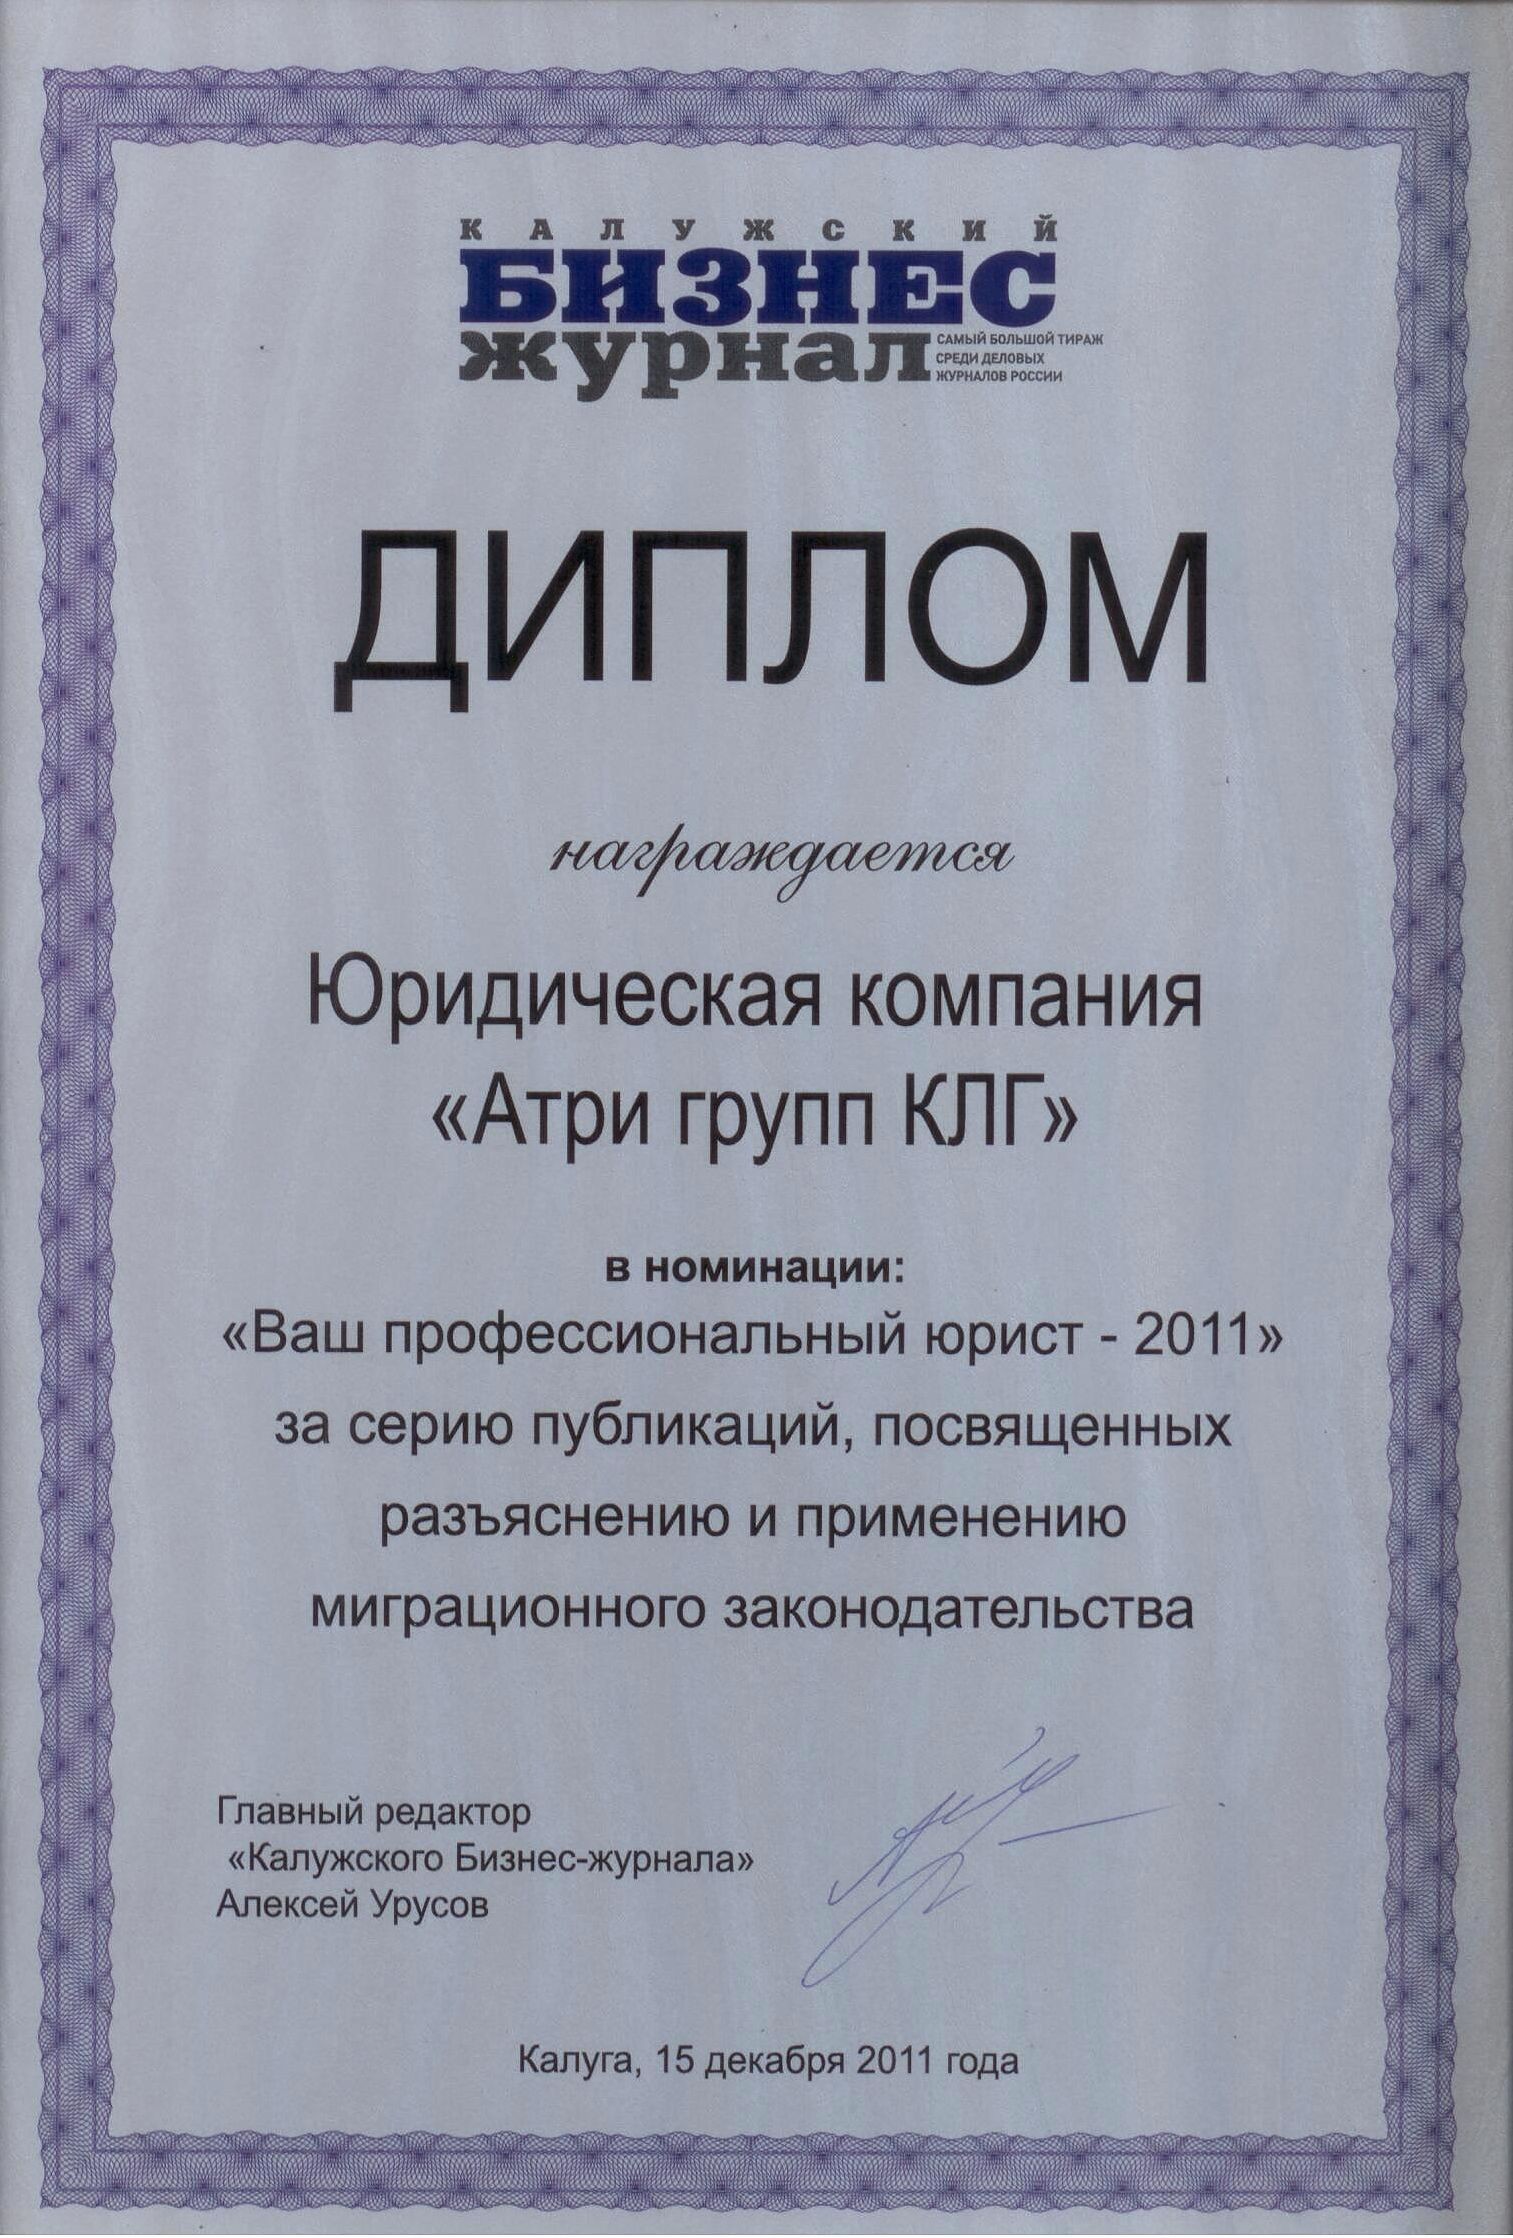 КАЛУЖСКИЙ
БИЗНЕС
журнал
САМЫЙ БОЛЬШОЙ ТИРАЖ
СРЕДИ ДЕЛОВЫХ
ЖУРНАЛОВ РОССИИ
ДИПЛОМ
награждается
Юридическая компания
«Атри групп КЛГ»
в номинации:
«Ваш профессиональный юрист - 2011»
за серию публикаций, посвященных
разъяснению и применению
миграционного законодательства
Главный редактор
«Калужского Бизнес-журнала»
Алексей Урусов
Калуга, 15 декабря 2011 года